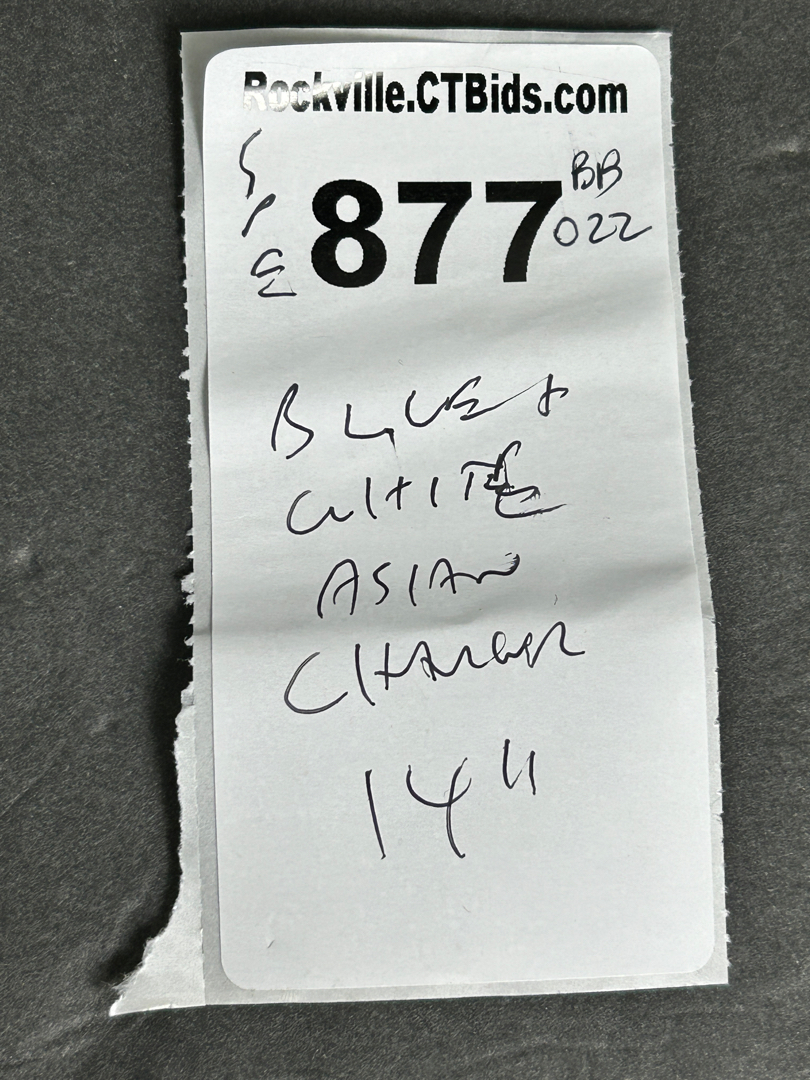 Rockville.CTBids.com
877
BB
022
BLUE +
WHITE
ASIAN
CHARGER
14"